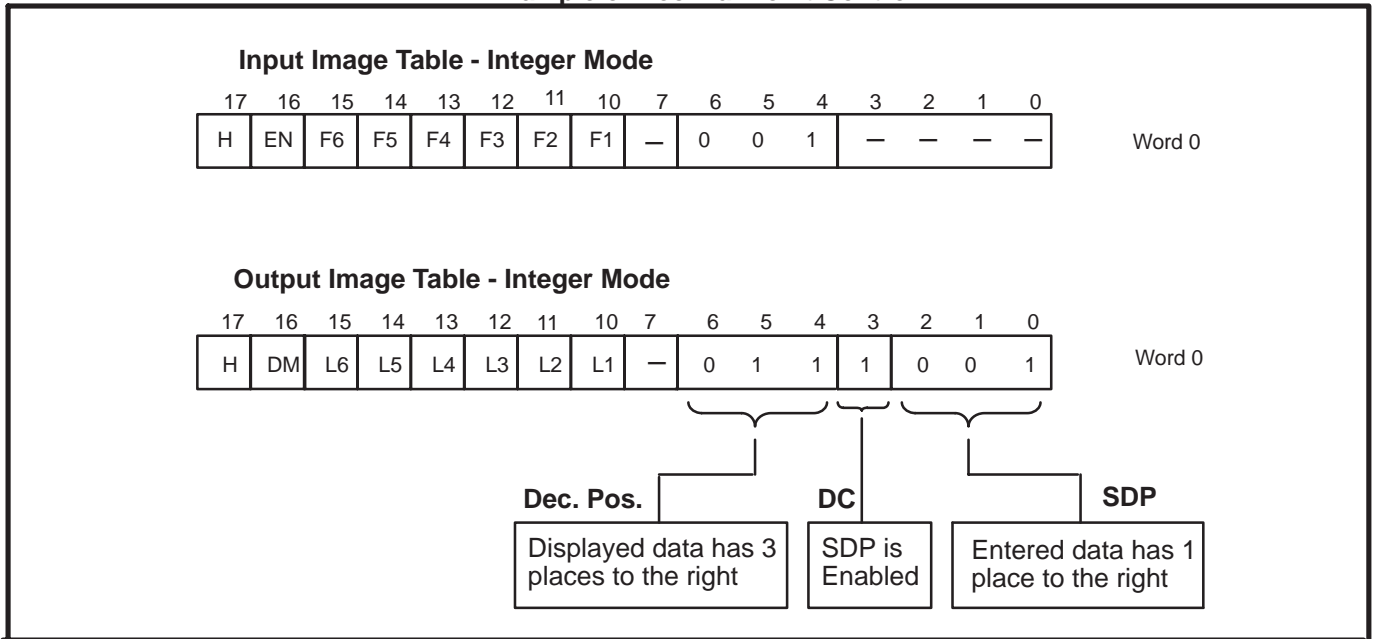 Input Image Table - Integer Mode
17 16 15 14 13 12 11 10 7 6 5 4 3 2 1 0
H EN F6 F5 F4 F3 F2 F1 – 0 0 1 – – – – Word 0
Output Image Table - Integer Mode
17 16 15 14 13 12 11 10 7 6 5 4 3 2 1 0
H DM L6 L5 L4 L3 L2 L1 – 0 1 1 1 0 0 1 Word 0
Dec. Pos. DC SDP
Displayed data has 3
places to the right
SDP is
Enabled
Entered data has 1
place to the right